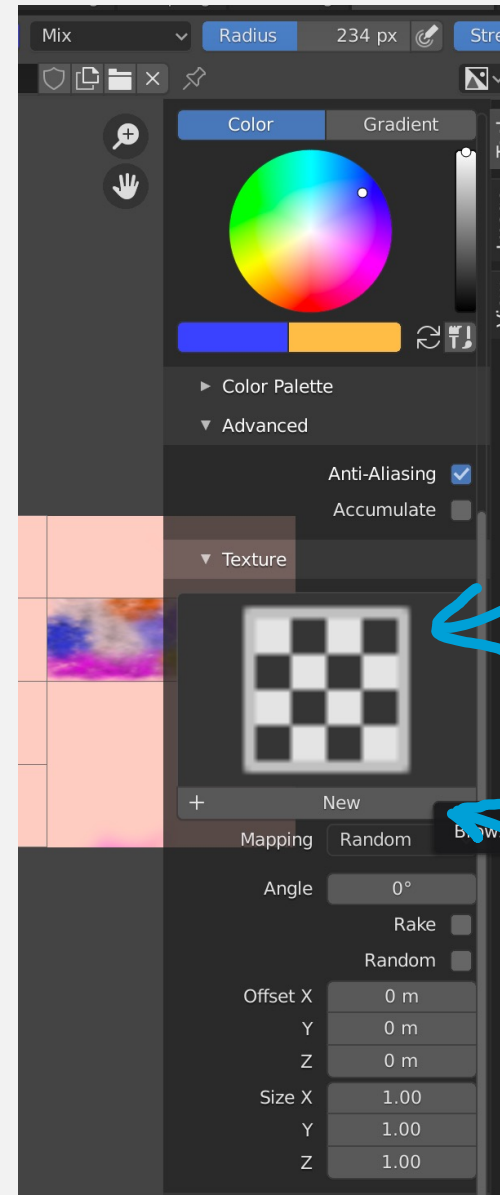 Mix Radius 234 px Stre
Color Gradient
Color Palette
Advanced
Anti-Aliasing
Accumulate
Texture
New
Mapping Random
Angle 0°
Rake
Random
Offset X 0 m
Y 0 m
Z 0 m
Size X 1.00
Y 1.00
Z 1.00